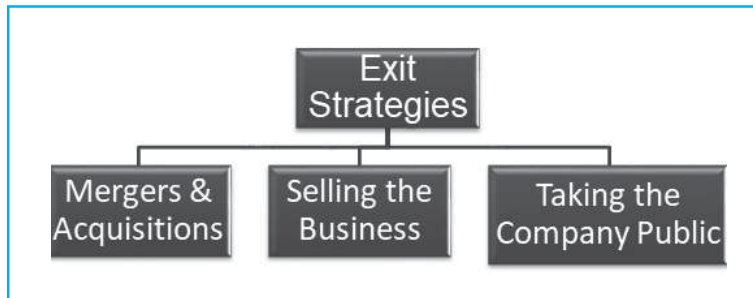 Exit
Strategies
Mergers &
Acquisitions
Selling the
Business
Taking the
Company Public